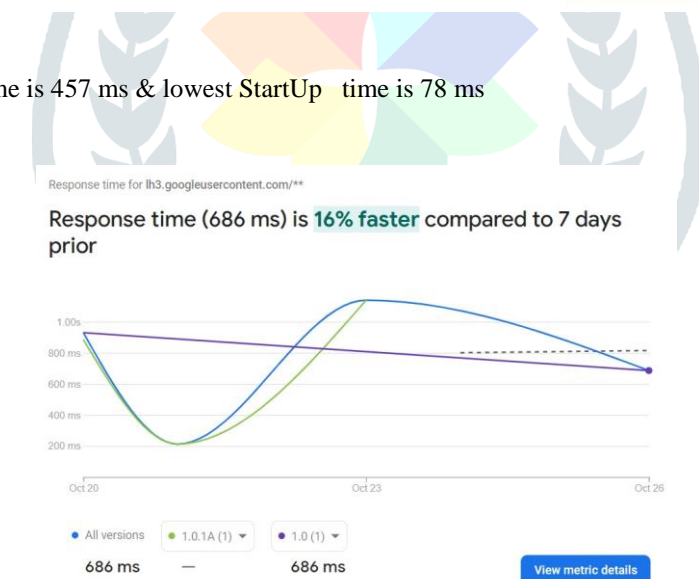 is 457 ms & lowest StartUp time is 78 ms
Response time for lh3.googleusercontent.com/**
Response time (686 ms) is 16% faster compared to 7 days
prior
1.00s
800 ms
600 ms
400 ms
200 ms
Oct 20 Oct 23 Oct 26
All versions 1.0.1A (1) 1.0 (1)
686 ms — 686 ms
View metric details